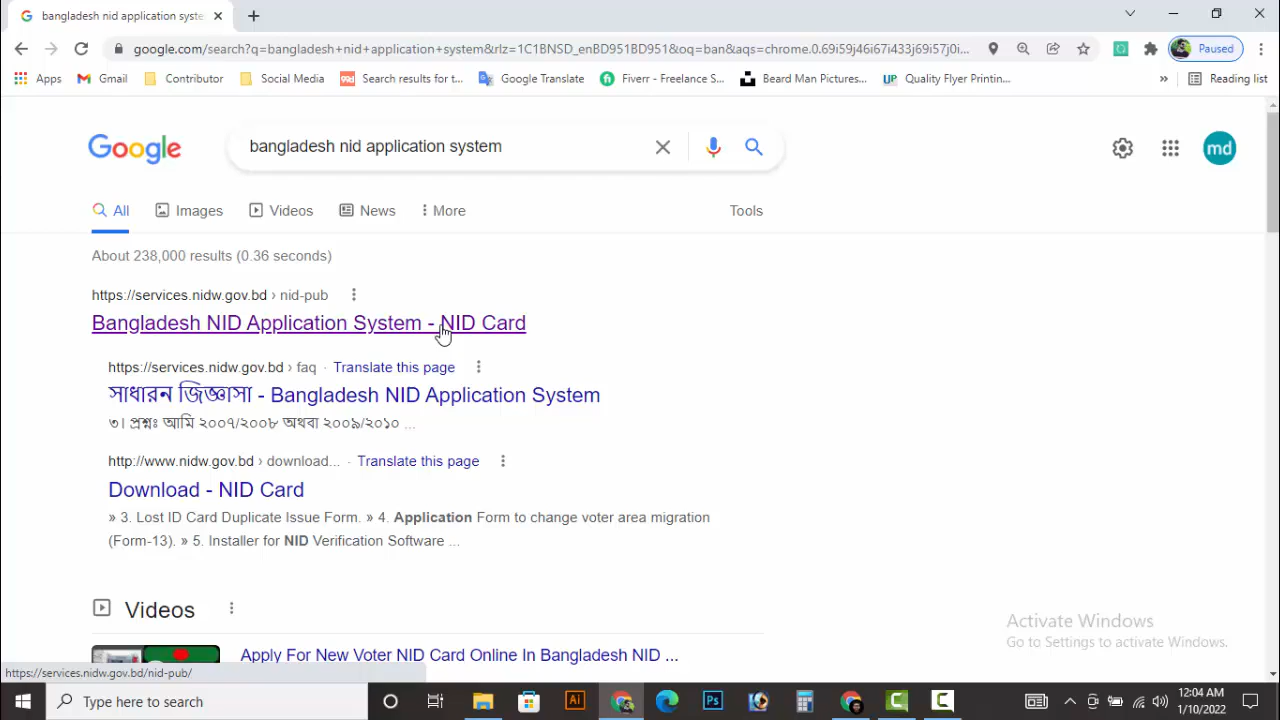 bangladesh nid application syste
google.com/search?q=bangladesh+nid+application+system&rlz=1C1BNSD_enBD951BD951&oq=ban&aqs=chrome.0.69i59j46i67i433j69i57j0i...
Paused
Apps
Gmail
Contributor
Social Media
Search results for t...
Google Translate
Fiverr - Freelance S...
Beard Man Pictures...
Quality Flyer Printin...
»
Reading list
Google
bangladesh nid application system
md
All
Images
Videos
News
More
Tools
About 238,000 results (0.36 seconds)
https://services.nidw.gov.bd › nid-pub
Bangladesh NID Application System - NID Card
https://services.nidw.gov.bd › faq · Translate this page
সাধারন জিজ্ঞাসা - Bangladesh NID Application System
৩। প্রশ্নঃ আমি ২০০৭/২০০৮ অথবা ২০০৯/২০১০ ...
http://www.nidw.gov.bd › download... · Translate this page
Download - NID Card
» 3. Lost ID Card Duplicate Issue Form. » 4. Application Form to change voter area migration
(Form-13). » 5. Installer for NID Verification Software ...
Videos
Activate Windows
Go to Settings to activate Windows.
Apply For New Voter NID Card Online In Bangladesh NID ...
https://services.nidw.gov.bd/nid-pub/
Type here to search
Ai
Ps
12:04 AM
1/10/2022